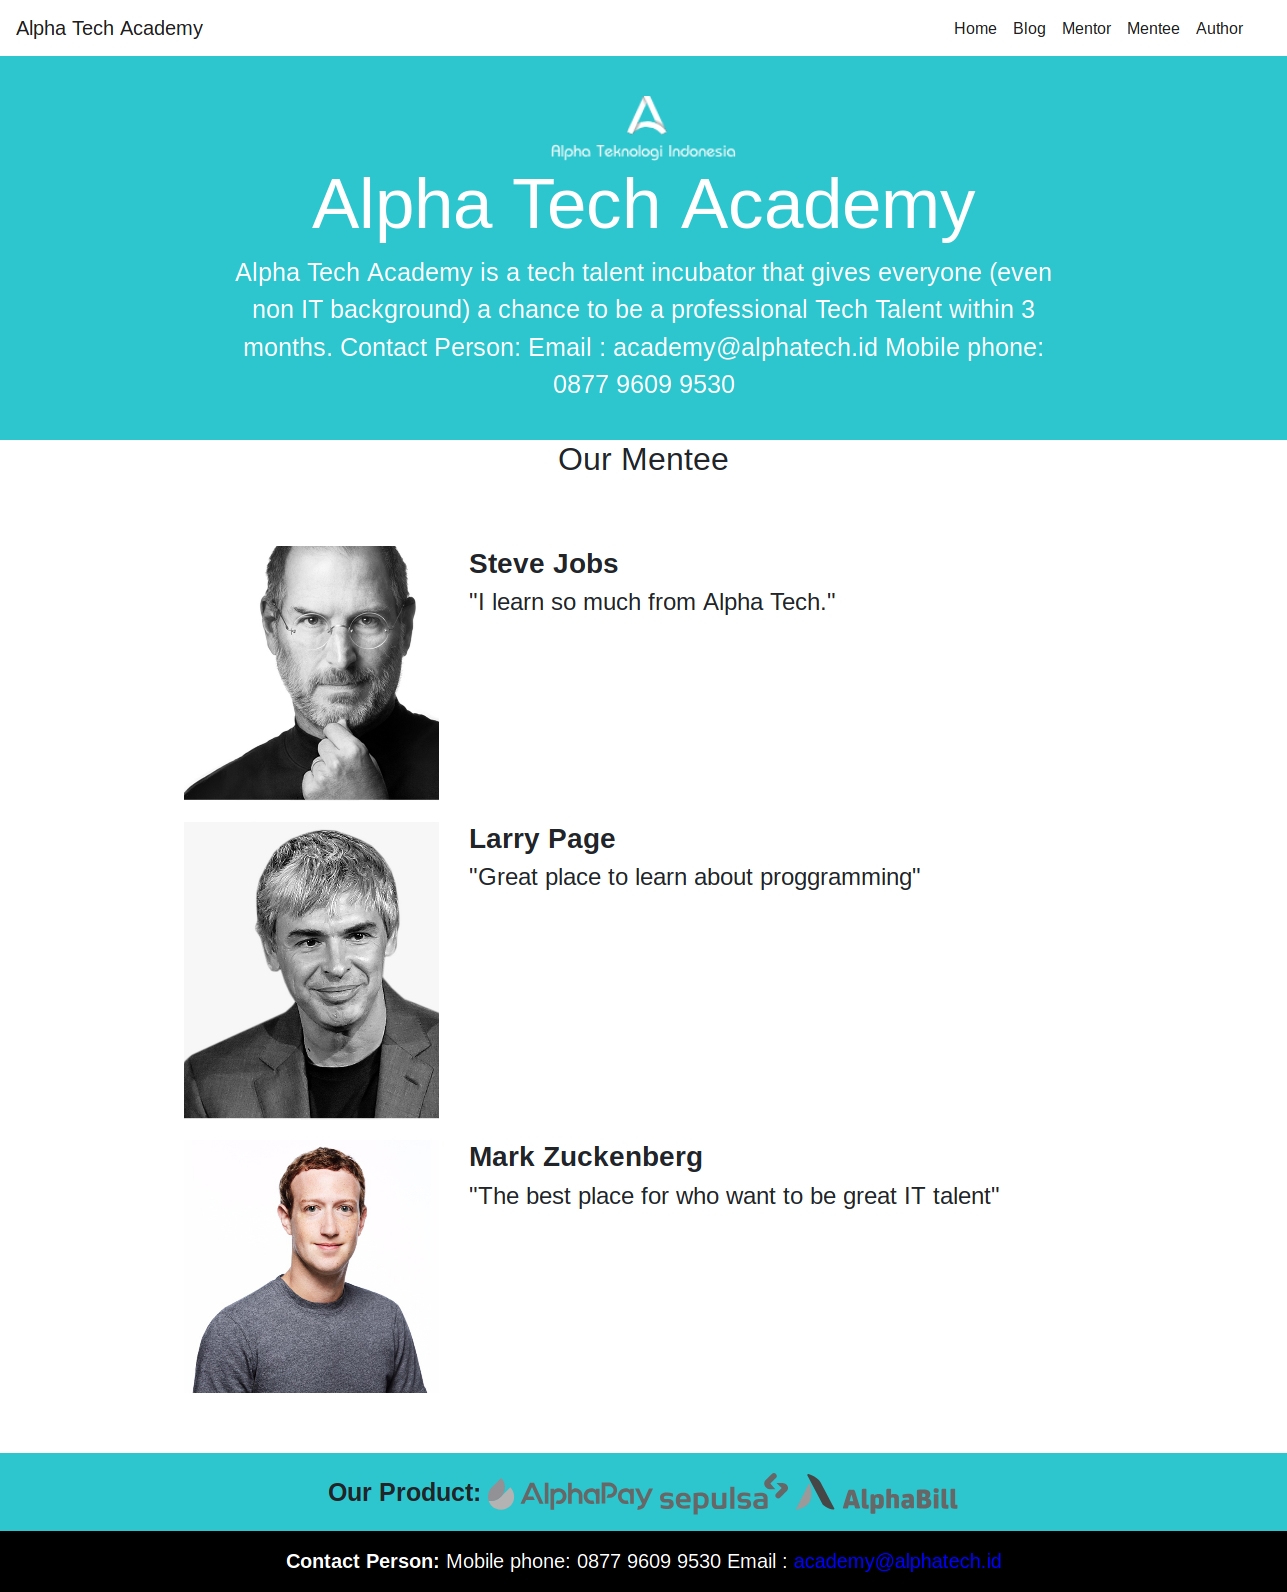 Alpha Tech Academy
Home Blog Mentor Mentee Author
Alpha Teknologi Indonesia
Alpha Tech Academy
Alpha Tech Academy is a tech talent incubator that gives everyone (even
non IT background) a chance to be a professional Tech Talent within 3
months. Contact Person: Email : academy@alphatech.id Mobile phone:
0877 9609 9530
Our Mentee
Steve Jobs
"I learn so much from Alpha Tech."
Larry Page
"Great place to learn about proggramming"
Mark Zuckenberg
"The best place for who want to be great IT talent"
Our Product: AlphaPay sepulsa AlphaBill
Contact Person: Mobile phone: 0877 9609 9530 Email : academy@alphatech.id